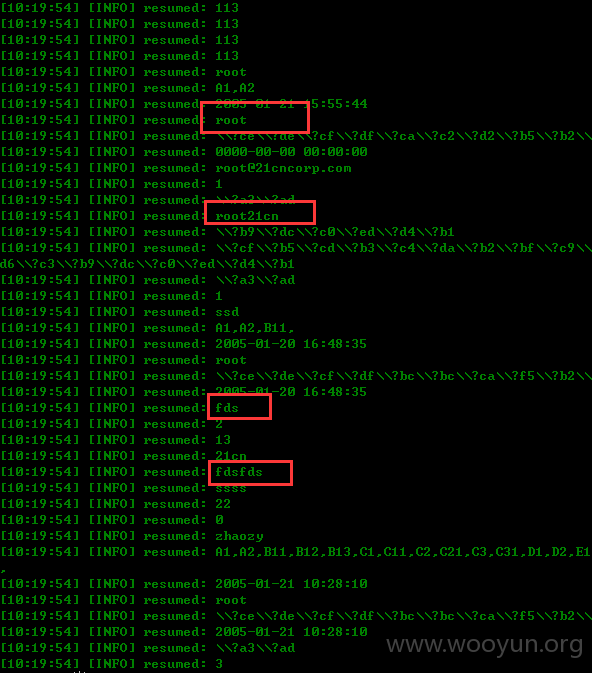 [10:19:54] [INFO] resumed: 113
[10:19:54] [INFO] resumed: 113
[10:19:54] [INFO] resumed: 113
[10:19:54] [INFO] resumed: 113
[10:19:54] [INFO] resumed: root
[10:19:54] [INFO] resumed: A1,A2
[10:19:54] [INFO] resumed: 2005-01-21 15:55:44
[10:19:54] [INFO] resumed: root
[10:19:54] [INFO] resumed: \\?ce\\?de\\?cf\\?df\\?ca\\?c2\\?d2\\?b5\\?b2\\
[10:19:54] [INFO] resumed: 0000-00-00 00:00:00
[10:19:54] [INFO] resumed: root@21cncorp.com
[10:19:54] [INFO] resumed: 1
[10:19:54] [INFO] resumed: \\?a3\\?ad
[10:19:54] [INFO] resumed: root21cn
[10:19:54] [INFO] resumed: \\?b9\\?dc\\?c0\\?ed\\?d4\\?b1
[10:19:54] [INFO] resumed: \\?cf\\?b5\\?cd\\?b3\\?c4\\?da\\?b2\\?bf\\?c9\\
d6\\?c3\\?b9\\?dc\\?c0\\?ed\\?d4\\?b1
[10:19:54] [INFO] resumed: \\?a3\\?ad
[10:19:54] [INFO] resumed: 1
[10:19:54] [INFO] resumed: ssd
[10:19:54] [INFO] resumed: A1,A2,B11,
[10:19:54] [INFO] resumed: 2005-01-20 16:48:35
[10:19:54] [INFO] resumed: root
[10:19:54] [INFO] resumed: \\?ce\\?de\\?cf\\?df\\?bc\\?bc\\?ca\\?f5\\?b2\\
[10:19:54] [INFO] resumed: 2005-01-20 16:48:35
[10:19:54] [INFO] resumed: fds
[10:19:54] [INFO] resumed: 2
[10:19:54] [INFO] resumed: 13
[10:19:54] [INFO] resumed: 21cn
[10:19:54] [INFO] resumed: fdsfds
[10:19:54] [INFO] resumed: ssss
[10:19:54] [INFO] resumed: 22
[10:19:54] [INFO] resumed: 0
[10:19:54] [INFO] resumed: zhaozy
[10:19:54] [INFO] resumed: A1,A2,B11,B12,B13,C1,C11,C2,C21,C3,C31,D1,D2,E1
,
[10:19:54] [INFO] resumed: 2005-01-21 10:28:10
[10:19:54] [INFO] resumed: root
[10:19:54] [INFO] resumed: \\?ce\\?de\\?cf\\?df\\?bc\\?bc\\?ca\\?f5\\?b2\\
[10:19:54] [INFO] resumed: 2005-01-21 10:28:10
[10:19:54] [INFO] resumed: \\?a3\\?ad
[10:19:54] [INFO] resumed: 3
www.wooyun.org